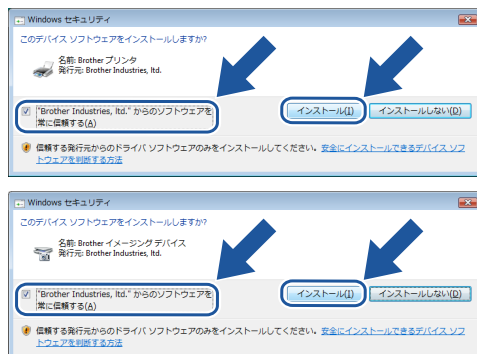 Windows セキュリティ
このデバイス ソフトウェアをインストールしますか?
名前: Brother プリンタ
発行元: Brother Industries, ltd.
"Brother Industries, ltd." からのソフトウェアを
常に信頼する(A)
インストール(I)
インストールしない(D)
信頼する発行元からのドライバ ソフトウェアのみをインストールしてください。安全にインストールできるデバイス ソフ
トウェアを判断する方法
Windows セキュリティ
このデバイス ソフトウェアをインストールしますか?
名前: Brother イメージング デバイス
発行元: Brother Industries, ltd.
"Brother Industries, ltd." からのソフトウェアを
常に信頼する(A)
インストール(I)
インストールしない(D)
信頼する発行元からのドライバ ソフトウェアのみをインストールしてください。安全にインストールできるデバイス ソフ
トウェアを判断する方法